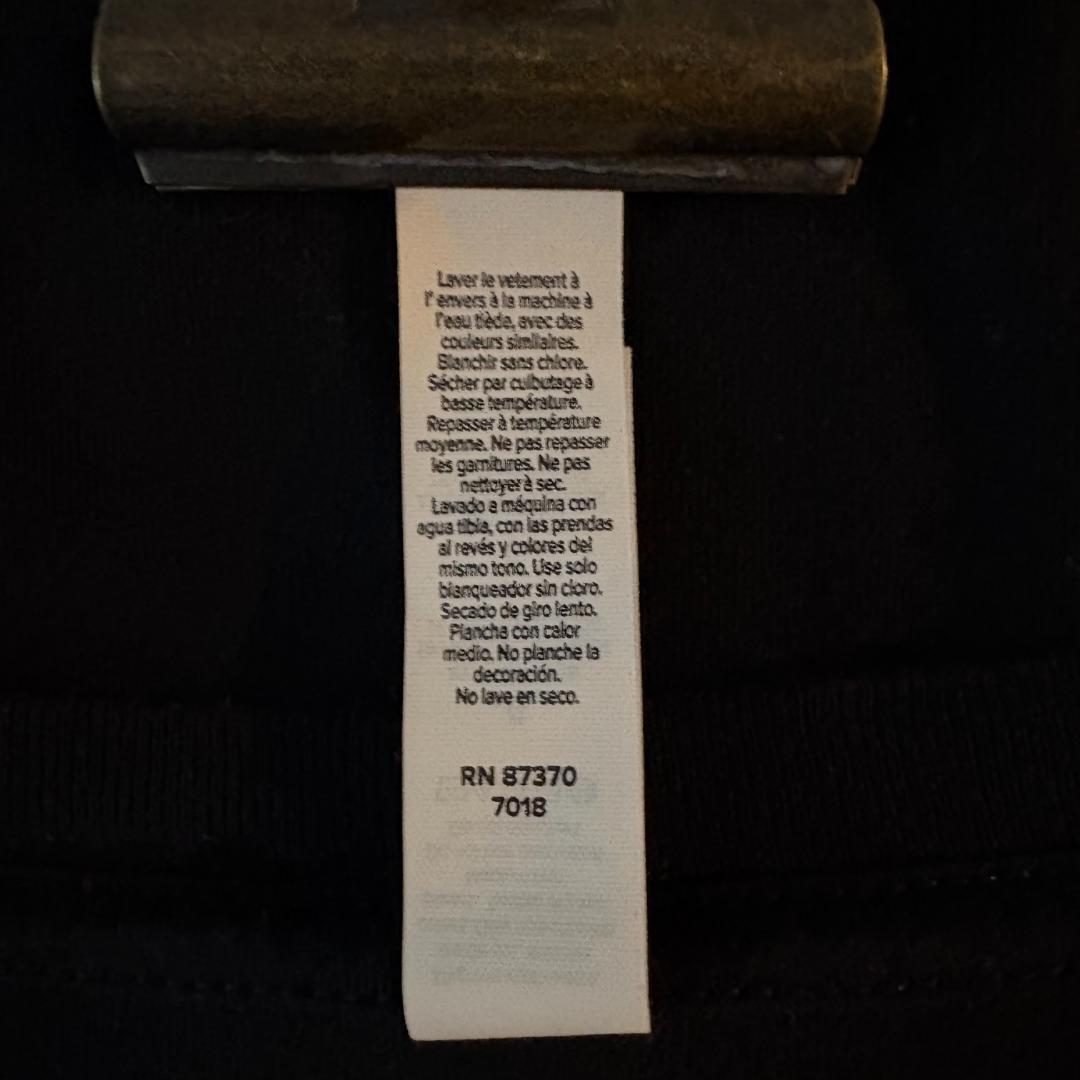 Laver le vetement à
l'envers à la machine à
l'eau tiède, avec des
couleurs similaires.
Blanchir sans chlore.
Sécher par culbutage à
basse température.
Repasser à température
moyenne. Ne pas repasser
les garnitures. Ne pas
nettoyer à sec.
Lavado a máquina con
agua tibia, con las prendas
al revés y colores del
mismo tono. Use solo
blanqueador sin cloro.
Secado de giro lento.
Plancha con calor
medio. No planche la
decoración.
No lave en seco.
RN 87370
7018